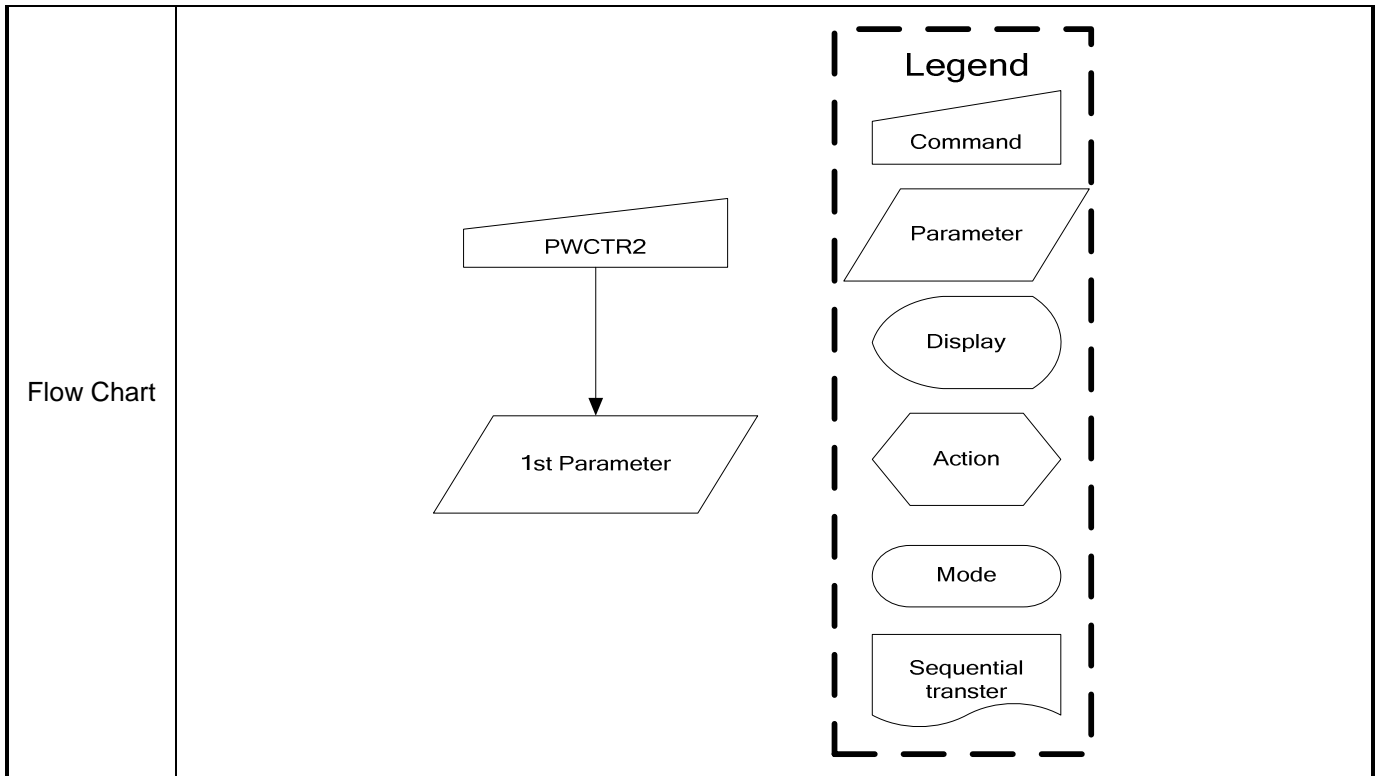 Flow Chart
PWCTR2
1st Parameter
Legend
Command
Parameter
Display
Action
Mode
Sequential
transter